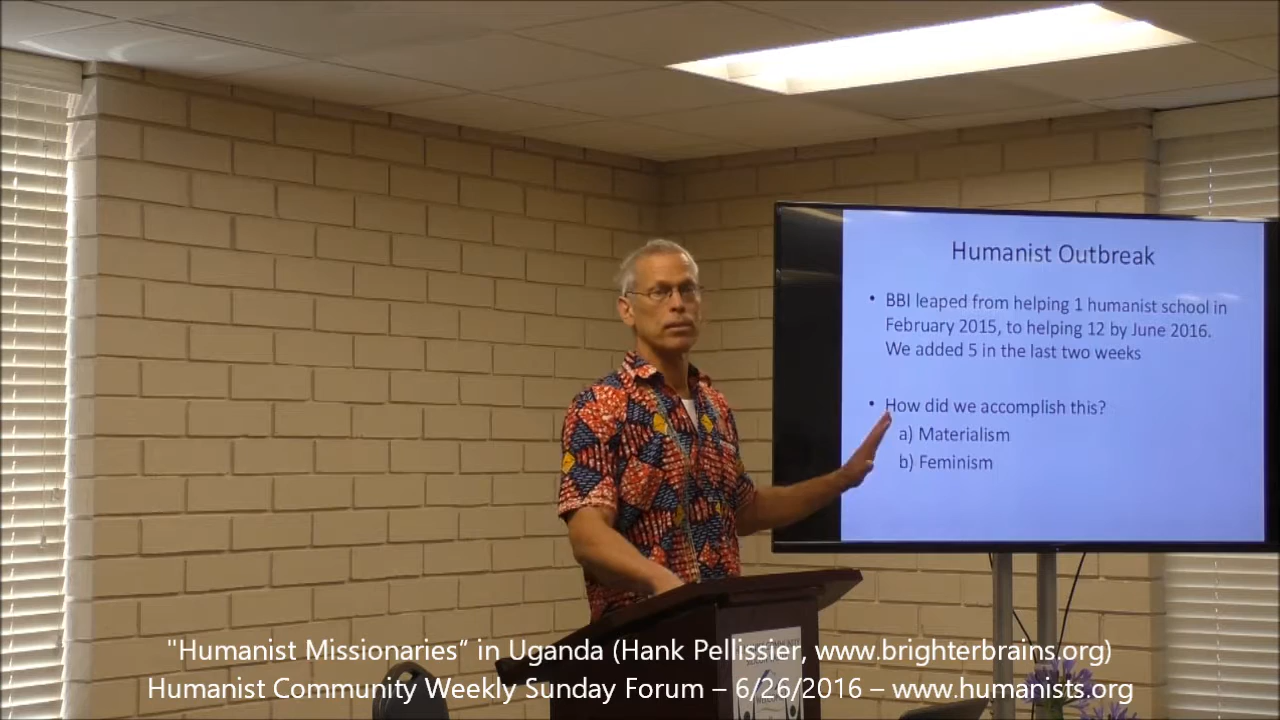 Humanist Outbreak
• BBI leaped from helping 1 humanist school in
February 2015, to helping 12 by June 2016.
We added 5 in the last two weeks
• How did we accomplish this?
a) Materialism
b) Feminism
"Humanist Missionaries“ in Uganda (Hank Pellissier, www.brighterbrains.org)
Humanist Community Weekly Sunday Forum – 6/26/2016 – www.humanists.org